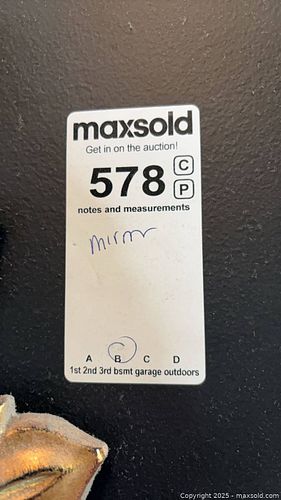 maxsold
Get in on the auction!
578 C
P
notes and measurements
mirror
A B C D
1st 2nd 3rd bsmt garage outdoors
Copyright 2025 - maxsold.com